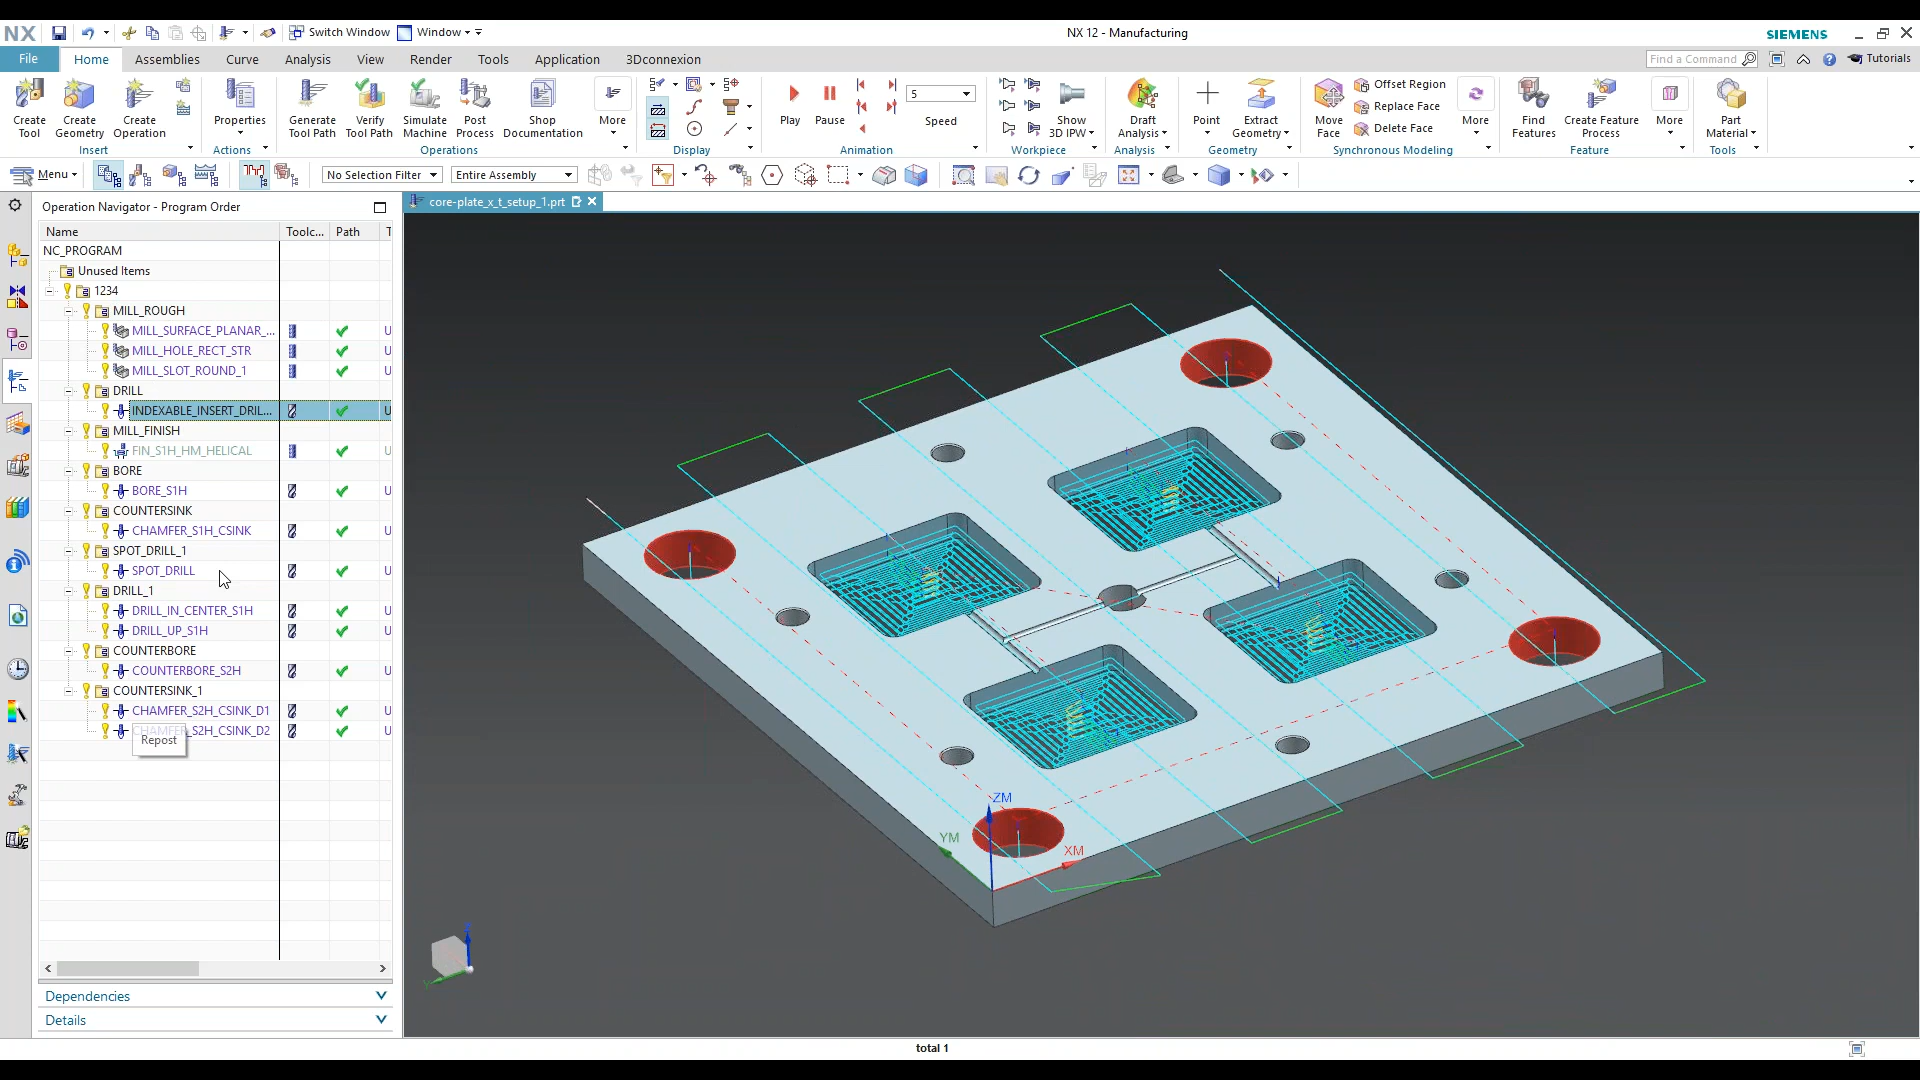 NX Switch Window Window NX 12 - Manufacturing SIEMENS
File Home Assemblies Curve Analysis View Render Tools Application 3Dconnexion Find a Command Tutorials
Create Tool
Create Geometry
Create Operation
Insert
Properties
Actions
Generate Tool Path
Verify Tool Path
Simulate Machine
Post Process
Shop Documentation
More
Operations
Display
Play
Pause
5
Speed
Animation
Show 3D IPW
Workpiece
Draft Analysis
Analysis
Point
Extract Geometry
Geometry
Move Face
Offset Region
Replace Face
Delete Face
More
Synchronous Modeling
Find Features
Create Feature Process
More
Feature
Part Material
Tools
Menu No Selection Filter Entire Assembly
Operation Navigator - Program Order
core-plate_x_t_setup_1.prt
Name Toolc... Path T
NC_PROGRAM
Unused Items
1234
MILL_ROUGH
MILL_SURFACE_PLANAR_... U
MILL_HOLE_RECT_STR U
MILL_SLOT_ROUND_1 U
DRILL
INDEXABLE_INSERT_DRIL... U
MILL_FINISH
FIN_S1H_HM_HELICAL U
BORE
BORE_S1H U
COUNTERSINK
CHAMFER_S1H_CSINK U
SPOT_DRILL_1
SPOT_DRILL U
DRILL_1
DRILL_IN_CENTER_S1H U
DRILL_UP_S1H U
COUNTERBORE
COUNTERBORE_S2H U
COUNTERSINK_1
CHAMFER_S2H_CSINK_D1 U
CHAMFER_S2H_CSINK_D2 U
Repost
Dependencies
Details
ZM
YM
XM
total 1